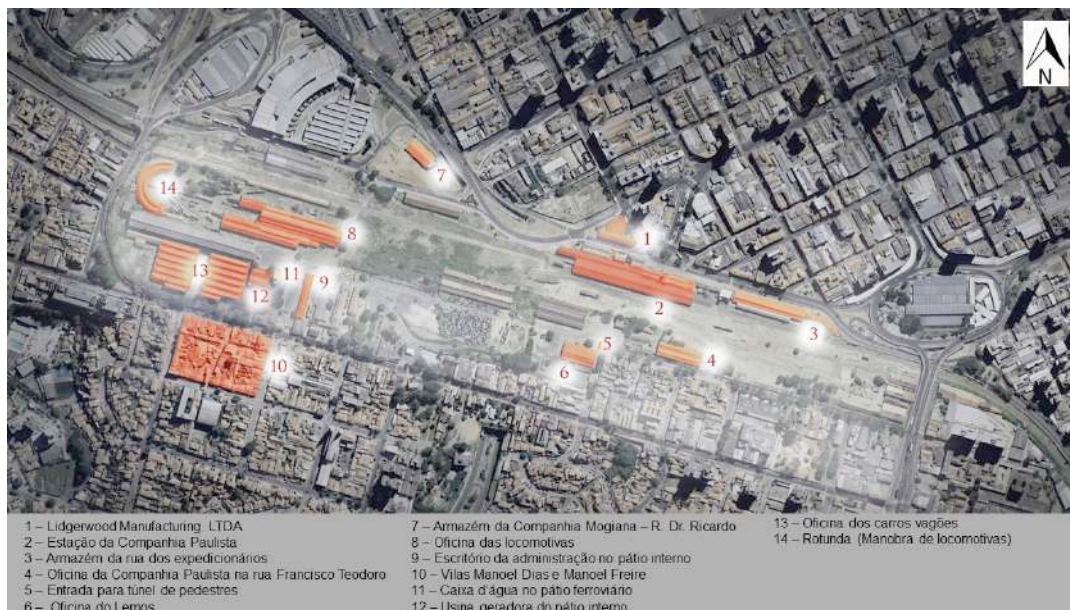 N
14
7
8
1
13
11
9
12
2
3
5
4
6
10
1 – Lidgerwood Manufacturing LTDA
2 – Estação da Companhia Paulista
3 – Armazém da rua dos expedicionários
4 – Oficina da Companhia Paulista na rua Francisco Teodoro
5 – Entrada para túnel de pedestres
6 – Oficina do Lemos
7 – Armazém da Companhia Mogiana – R. Dr. Ricardo
8 – Oficina das locomotivas
9 – Escritório da administração no pátio interno
10 – Vilas Manoel Dias e Manoel Freire
11 – Caixa d'água no pátio ferroviário
12 – Usina geradora do pátio interno
13 – Oficina dos carros vagões
14 – Rotunda (Manobra de locomotivas)